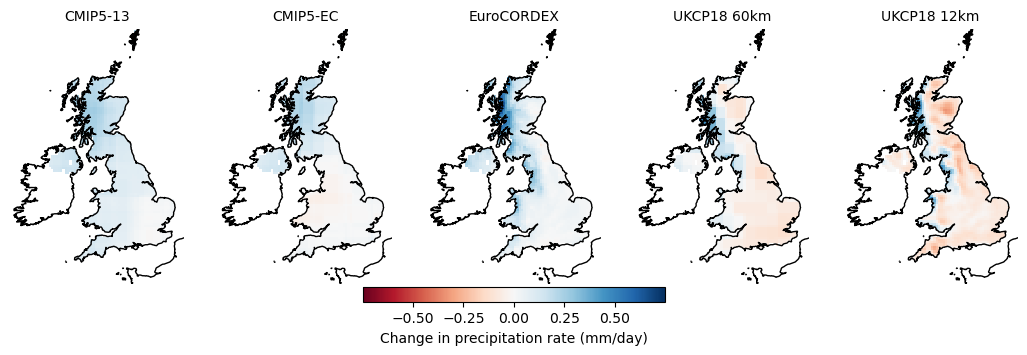 CMIP5-13
CMIP5-EC
EuroCORDEX
UKCP18 60km
UKCP18 12km
−0.50 −0.25 0.00 0.25 0.50
Change in precipitation rate (mm/day)